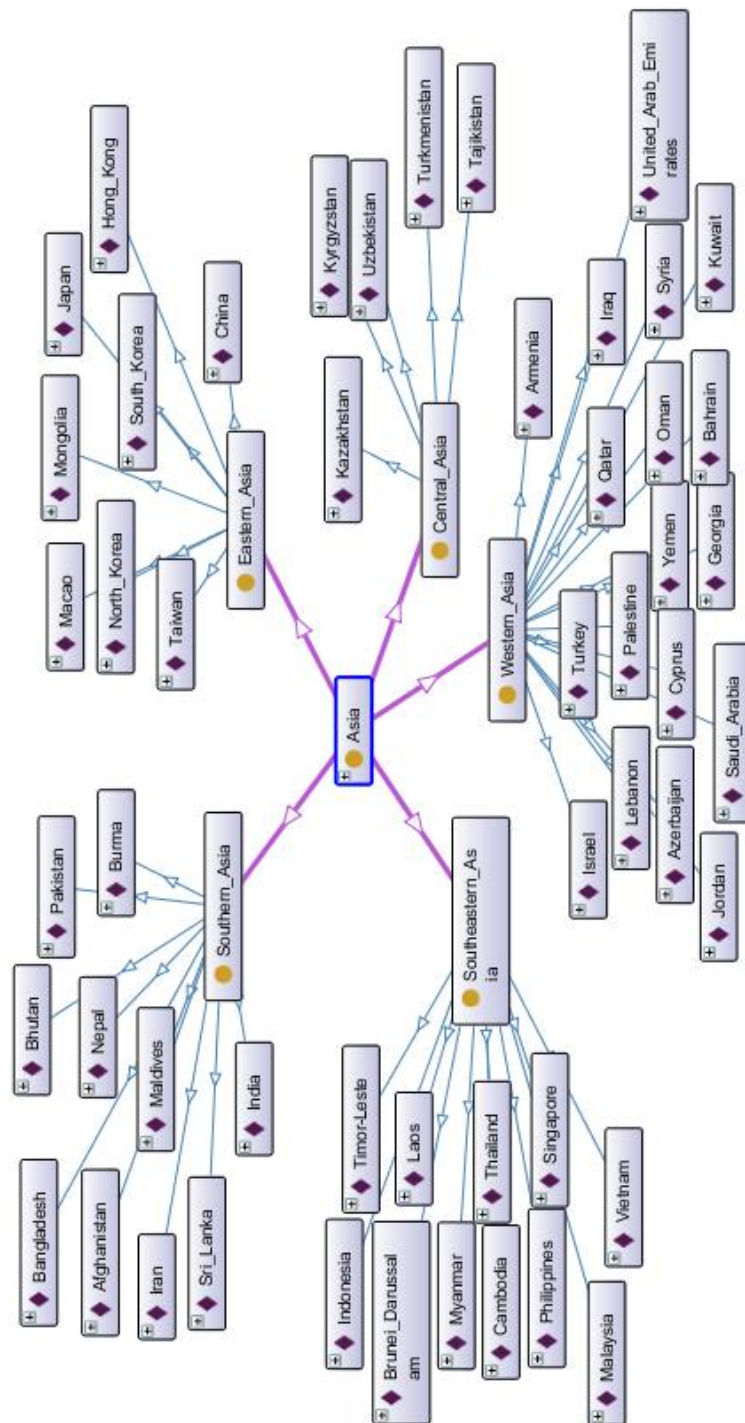 Hong_Kong
Japan
South_Korea
China
Mongolia
Macao
North_Korea
Taiwan
Eastern_Asia
Kyrgyzstan
Uzbekistan
Turkmenistan
Tajikistan
Kazakhstan
Central_Asia
United_Arab_Emi
rates
Kuwait
Syria
Iraq
Armenia
Qatar
Oman
Bahrain
Western_Asia
Turkey
Palestine
Yemen
Georgia
Cyprus
Saudi_Arabia
Lebanon
Azerbaijan
Israel
Jordan
Asia
Pakistan
Burma
Southern_Asia
Bhutan
Nepal
Maldives
India
Bangladesh
Afghanistan
Iran
Sri_Lanka
Southeastern_As
ia
Timor-Leste
Laos
Thailand
Singapore
Vietnam
Indonesia
Brunei_Darussal
am
Myanmar
Cambodia
Philippines
Malaysia